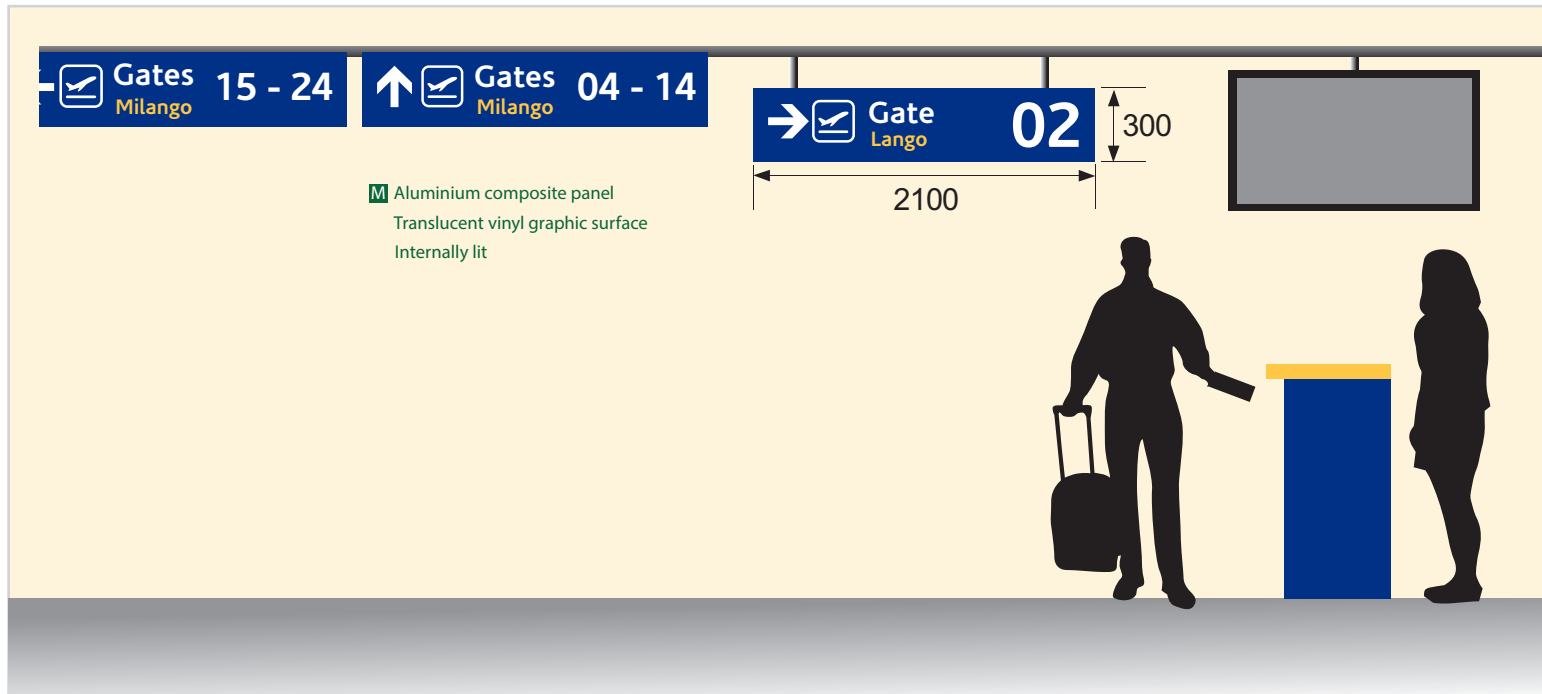 Gates 15 - 24
Milango
Gates 04 - 14
Milango
Gate 02
Lango
300
2100
M Aluminium composite panel
Translucent vinyl graphic surface
Internally lit